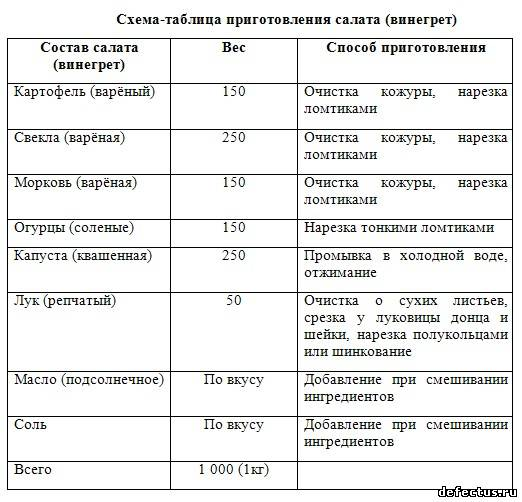 Схема-таблица приготовления салата (винегрет)
Состав салата Вес Способ приготовления
(винегрет)
Картофель (варёный) 150 Очистка кожуры, нарезка
ломтиками
Свекла (варёная) 250 Очистка кожуры, нарезка
ломтиками
Морковь (варёная) 150 Очистка кожуры, нарезка
ломтиками
Огурцы (соленые) 150 Нарезка тонкими ломтиками
Капуста (квашенная) 250 Промывка в холодной воде,
отжимание
Лук (репчатый) 50 Очистка о сухих листьев,
срезка у луковицы донца и
шейки, нарезка полукольцами
или шинкование
Масло (подсолнечное) По вкусу Добавление при смешивании
ингредиентов
Соль По вкусу Добавление при смешивании
ингредиентов
Всего 1 000 (1кг)
defectus.ru